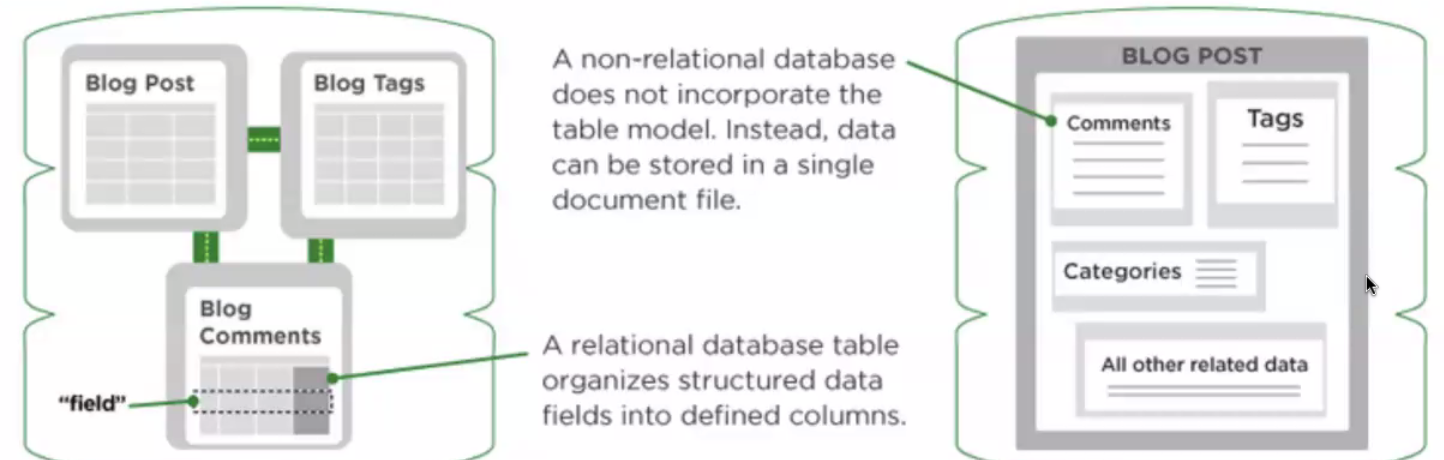 Blog Post
Blog Tags
Blog
Comments
“field”
A non-relational database
does not incorporate the
table model. Instead, data
can be stored in a single
document file.
A relational database table
organizes structured data
fields into defined columns.
BLOG POST
Comments
Tags
Categories
All other related data